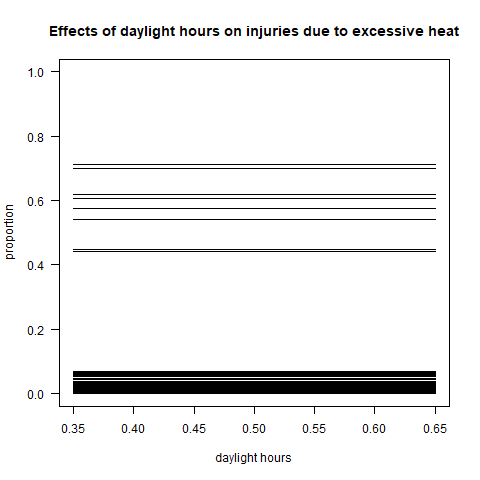 Effects of daylight hours on injuries due to excessive heat
1.0
0.8
0.6
0.4
0.2
0.0
proportion
0.35 0.40 0.45 0.50 0.55 0.60 0.65
daylight hours